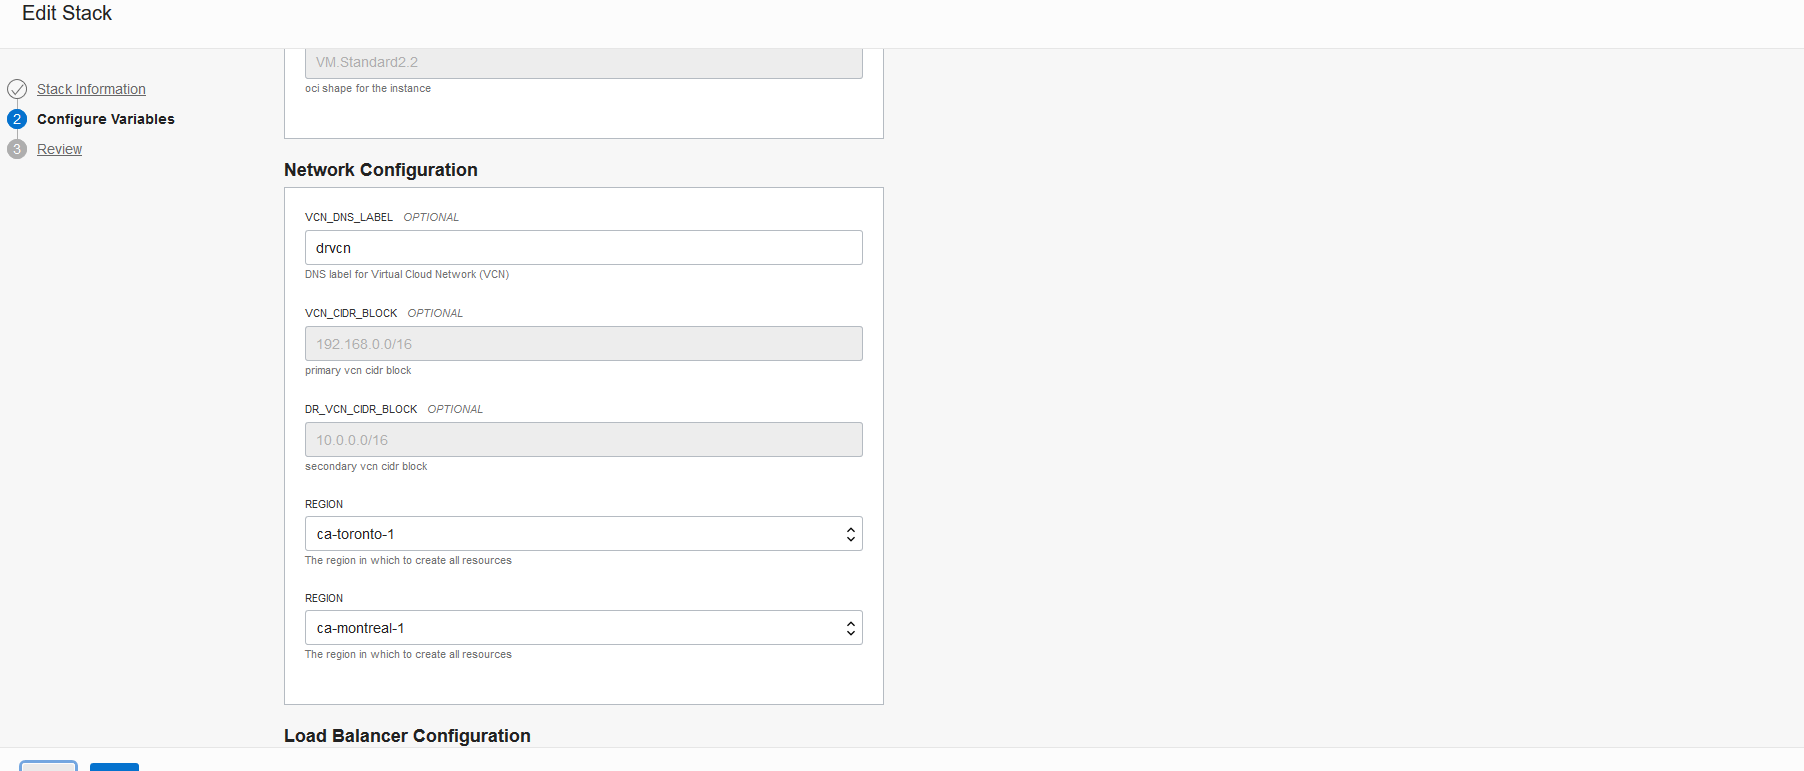 Edit Stack
Stack Information
2 Configure Variables
3 Review
VM.Standard2.2
oci shape for the instance
Network Configuration
VCN_DNS_LABEL OPTIONAL
drvcn
DNS label for Virtual Cloud Network (VCN)
VCN_CIDR_BLOCK OPTIONAL
192.168.0.0/16
primary vcn cidr block
DR_VCN_CIDR_BLOCK OPTIONAL
10.0.0.0/16
secondary vcn cidr block
REGION
ca-toronto-1
The region in which to create all resources
REGION
ca-montreal-1
The region in which to create all resources
Load Balancer Configuration